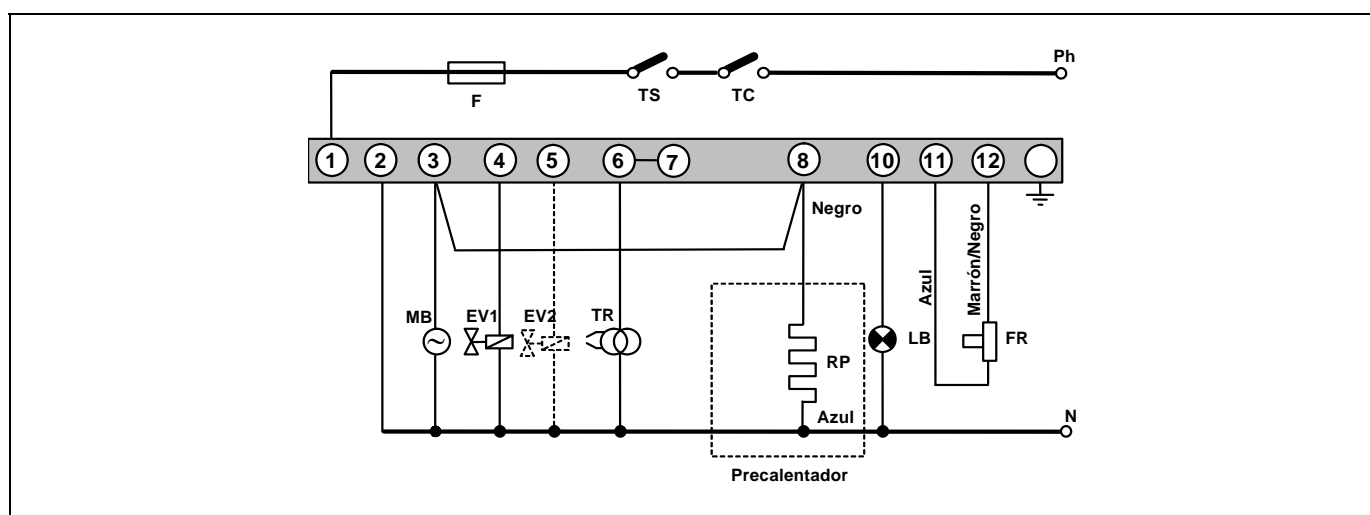 Ph
F
TS
TC
1 2 3 4 5 6 7 8 10 11 12
Negro
Azul
Marrón/Negro
MB
EV1
EV2
TR
LB
FR
RP
Azul
N
Precalentador